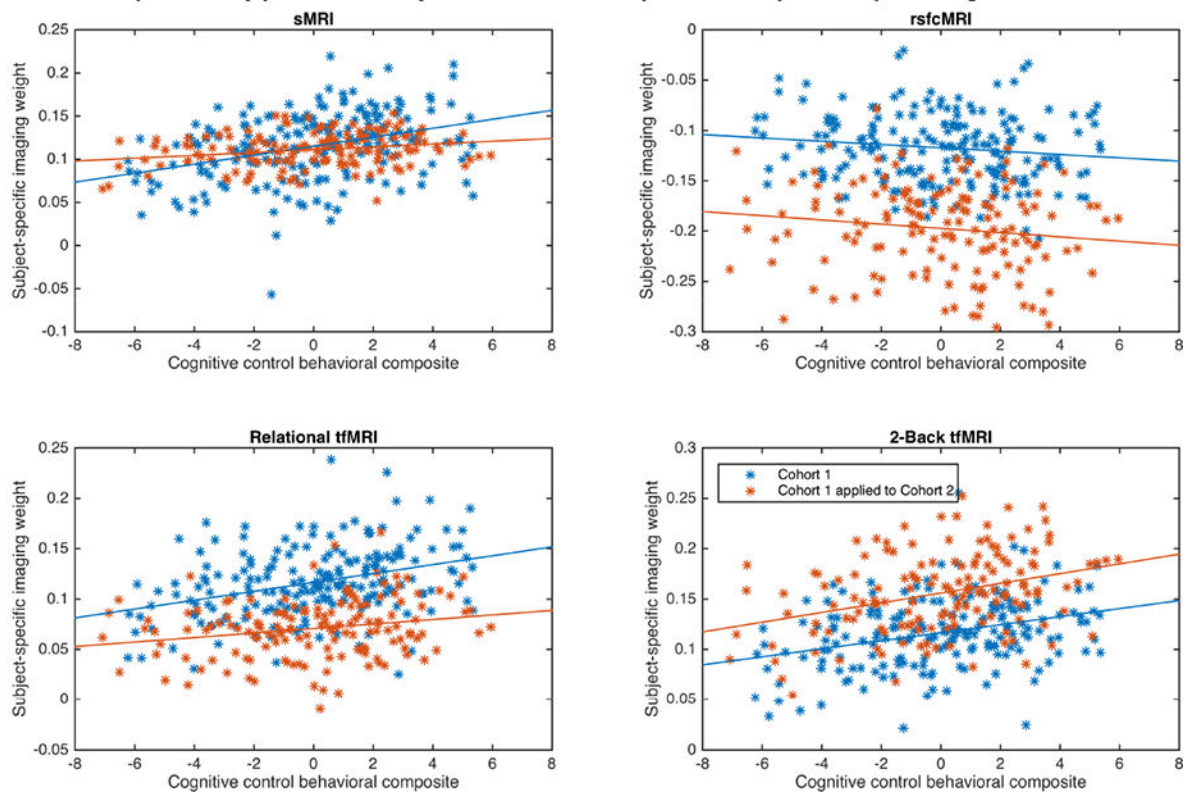 sMRI
0.25
0.2
0.15
0.1
0.05
0
-0.05
-0.1
Subject-specific imaging weight
-8 -6 -4 -2 0 2 4 6 8
Cognitive control behavioral composite
rsfcMRI
0
-0.05
-0.1
-0.15
-0.2
-0.25
-0.3
Subject-specific imaging weight
-8 -6 -4 -2 0 2 4 6 8
Cognitive control behavioral composite
Relational tfMRI
0.25
0.2
0.15
0.1
0.05
0
-0.05
Subject-specific imaging weight
-8 -6 -4 -2 0 2 4 6 8
Cognitive control behavioral composite
2-Back tfMRI
0.3
0.25
0.2
0.15
0.1
0.05
0
Subject-specific imaging weight
Cohort 1
Cohort 1 applied to Cohort 2
-8 -6 -4 -2 0 2 4 6 8
Cognitive control behavioral composite